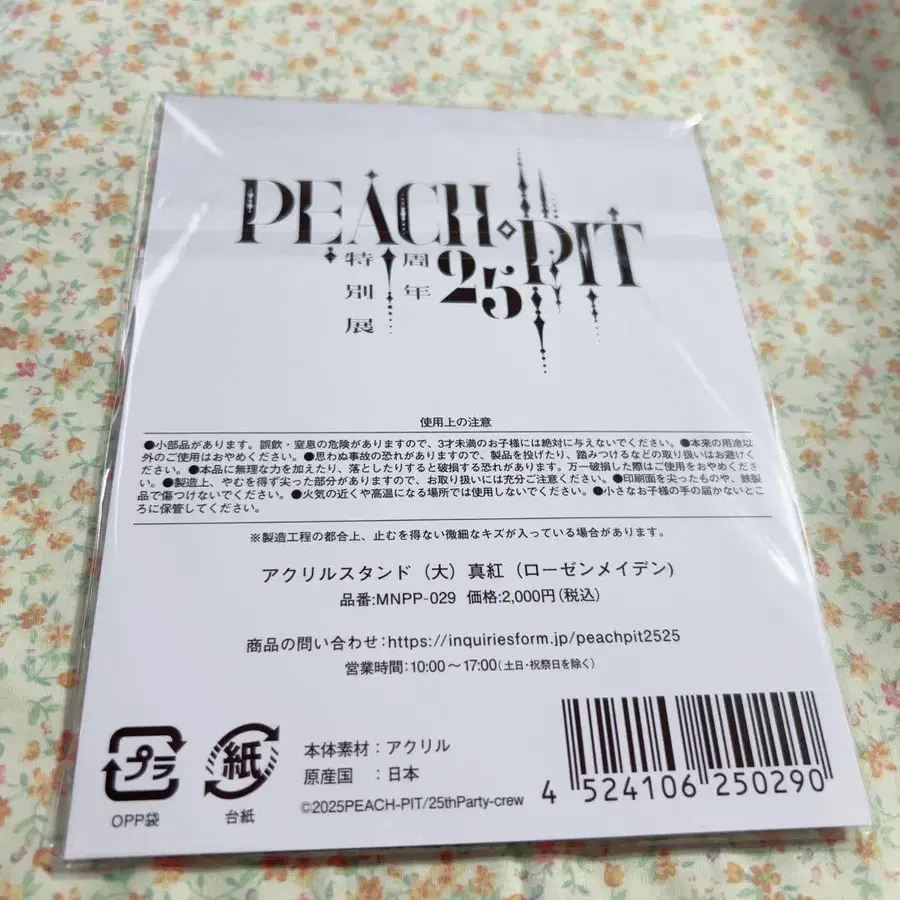 PEACH◆PIT
25周年
特別展
使用上の注意
●小部品があります。誤飲・窒息の危険がありますので、3才未満のお子様には絶対に与えないでください。●本来の用途以
外のご使用はおやめください。●思わぬ事故の恐れがありますので、製品を投げたり、踏みつけるなどの取り扱いはお避けく
ださい。●本品に無理な力を加えたり、落としたりすると破損する恐れがあります。万一破損した際はご使用をおやめくださ
い。●製造上、やむを得ず尖った部分がありますので、お取り扱いには充分ご注意ください。●印刷面を尖ったものや、鉄製
品で傷つけないでください。●火気の近くや高温になる場所では使用しないでください。●小さなお子様の手の届かないとこ
ろに保管してください。
※製造工程の都合上、止むを得ない微細なキズが入っている場合があります。
アクリルスタンド（大）真紅（ローゼンメイデン）
品番:MNPP-029 価格:2,000円(税込)
商品の問い合わせ:https://inquiriesform.jp/peachpit2525
営業時間:10:00～17:00(土日・祝祭日を除く)
プラ
OPP袋
紙
台紙
本体素材：アクリル
原産国　：日本
©2025PEACH-PIT/25thParty-crew
4 524106 250290